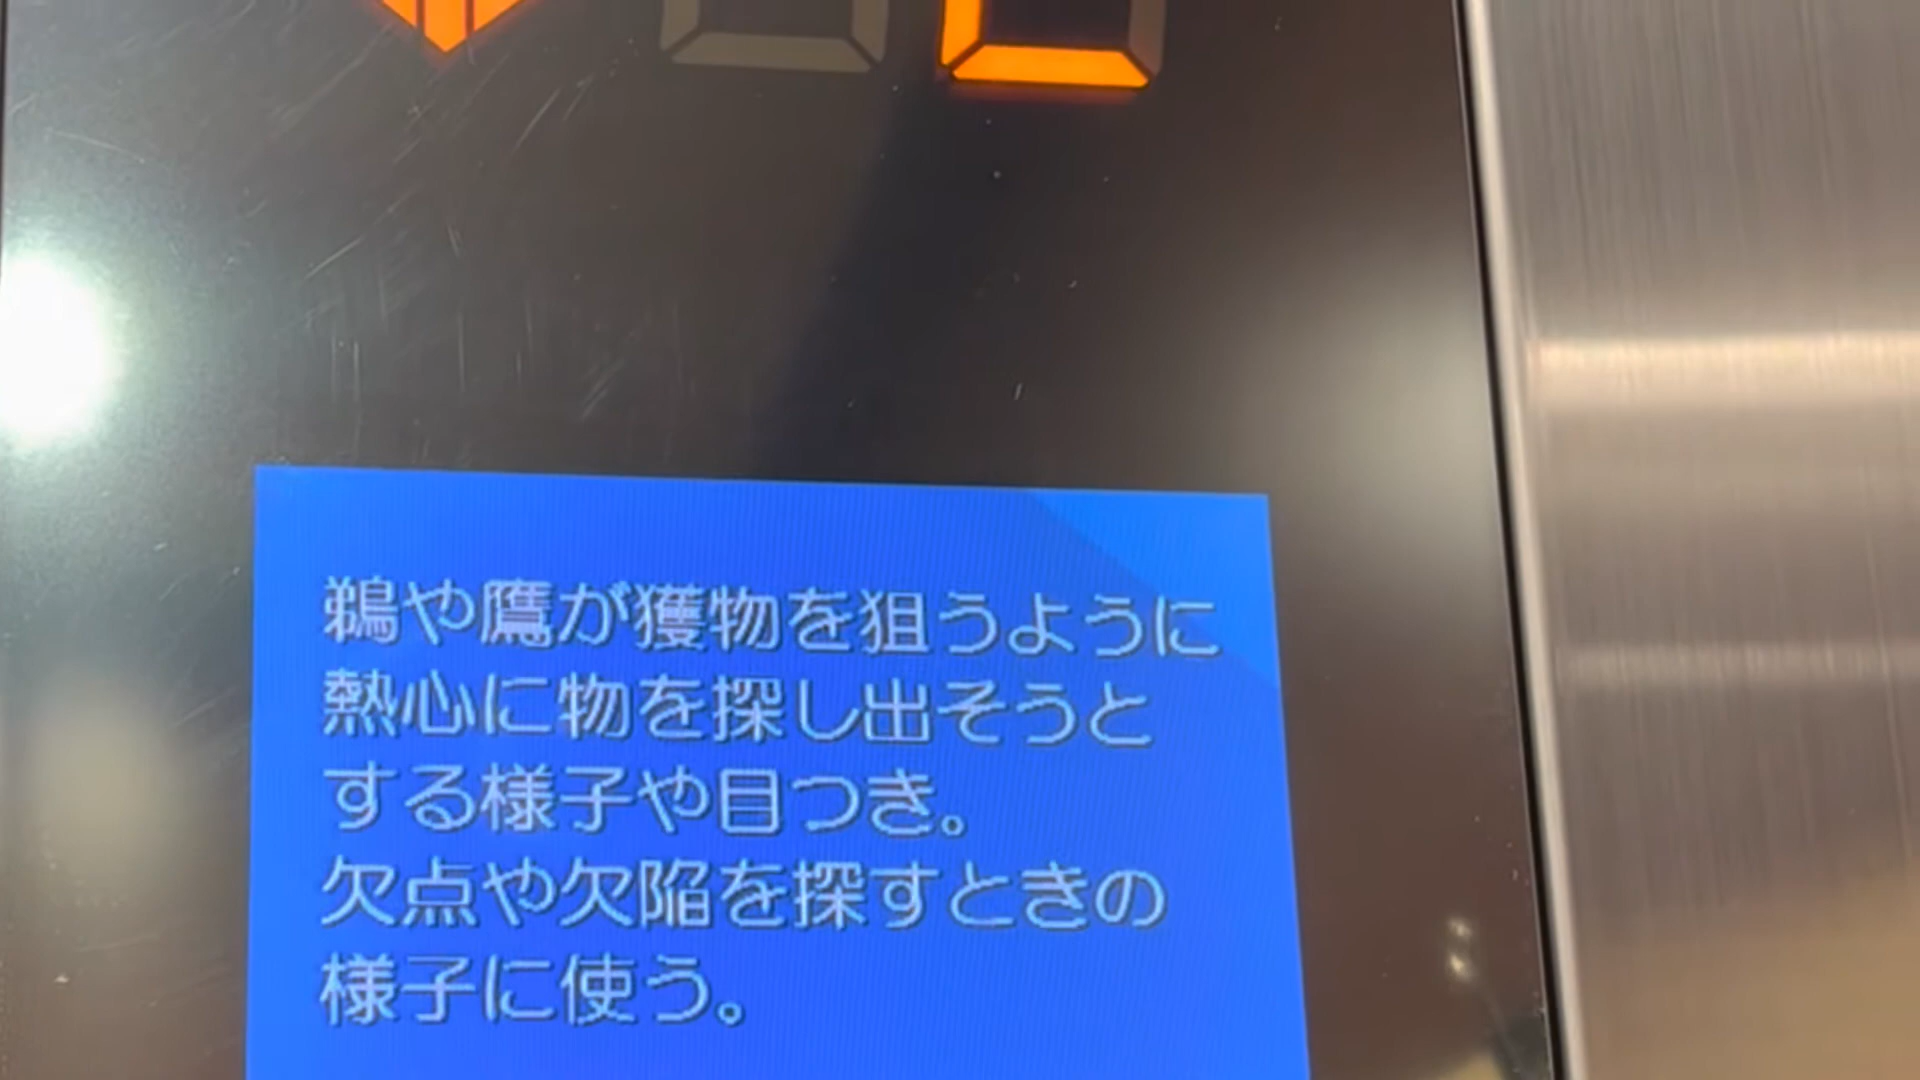 鵜や鷹が獲物を狙うように
熱心に物を探し出そうと
する様子や目つき。
欠点や欠陥を探すときの
様子に使う。